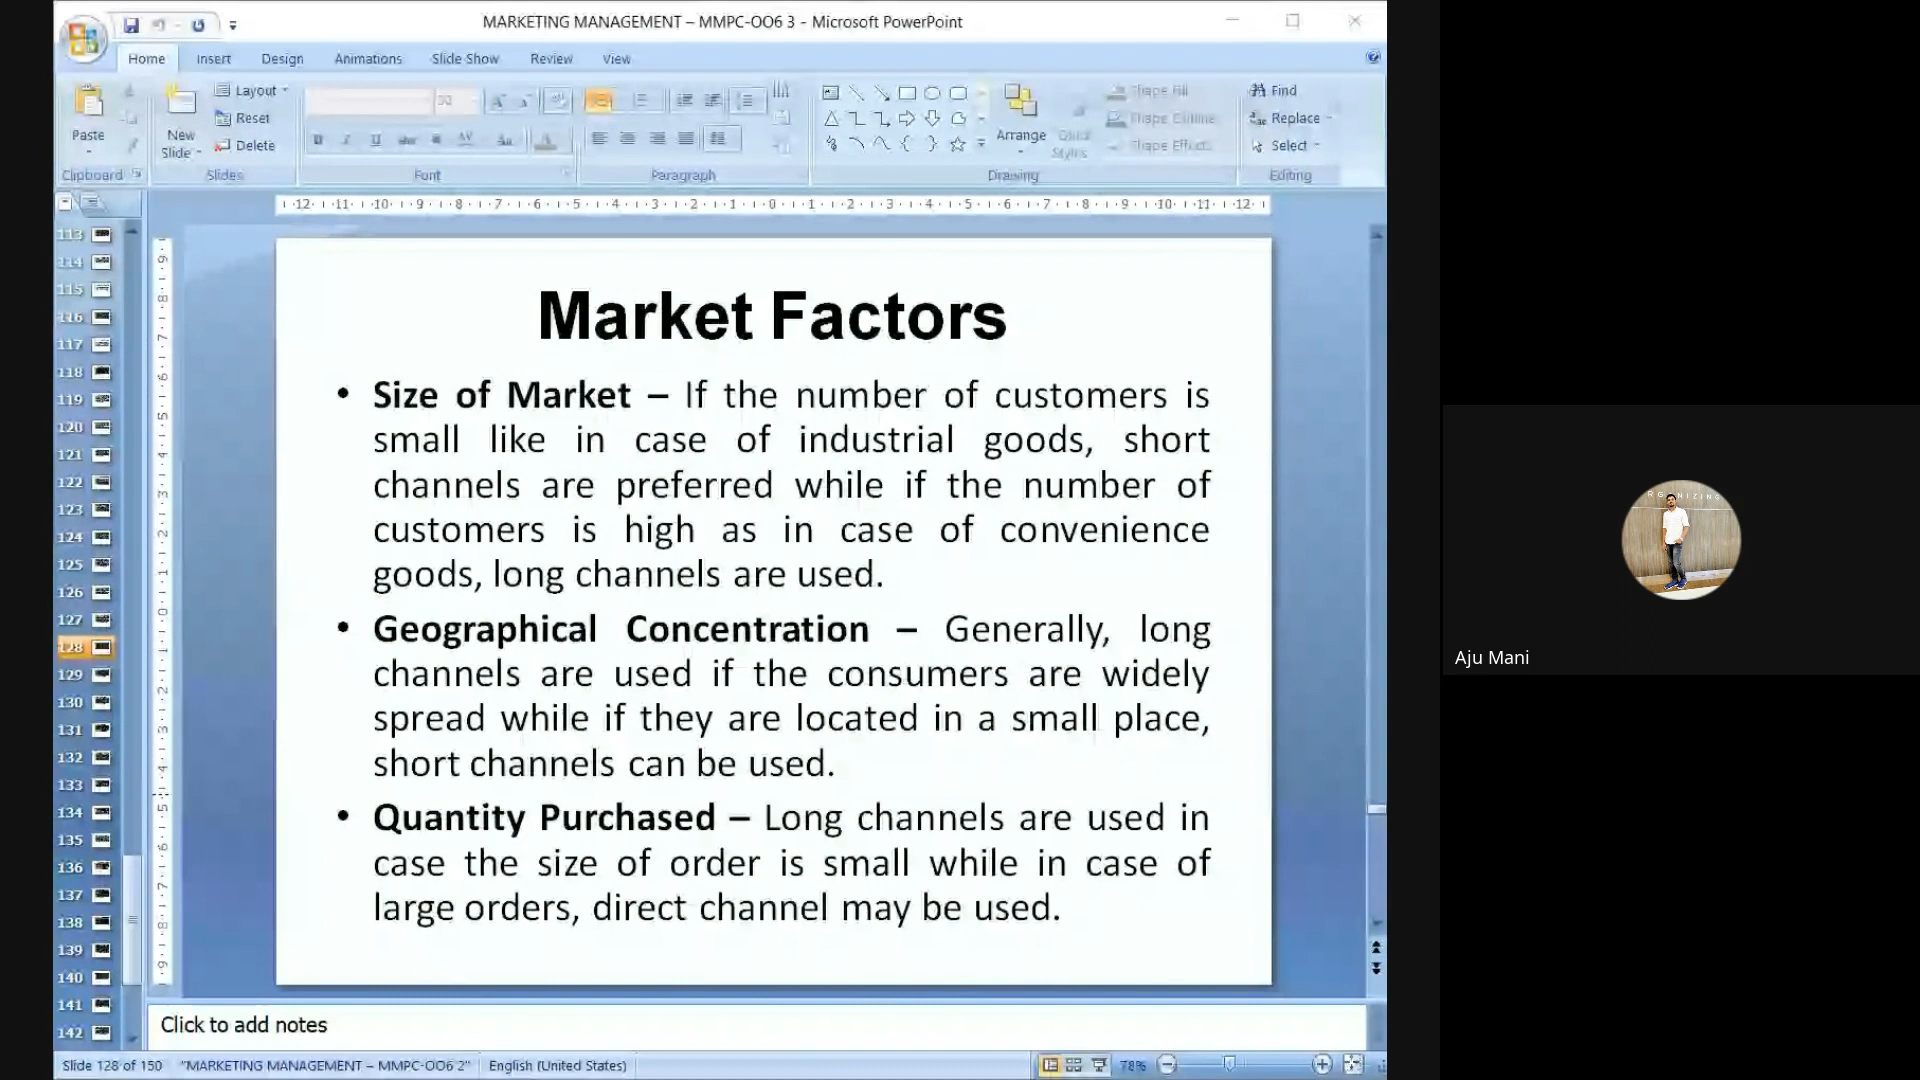 MARKETING MANAGEMENT – MMPC-OO6 3 - Microsoft PowerPoint
Home Insert Design Animations Slide Show Review View
Paste
Clipboard
New
Slide
Layout
Reset
Delete
Slides
Font
Paragraph
Arrange
Quick
Styles
Shape Fill
Shape Outline
Shape Effects
Drawing
Find
Replace
Select
Editing
113
114
115
116
117
118
119
120
121
122
123
124
125
126
127
128
129
130
131
132
133
134
135
136
137
138
139
140
141
142
Market Factors
• Size of Market – If the number of customers is
small like in case of industrial goods, short
channels are preferred while if the number of
customers is high as in case of convenience
goods, long channels are used.
• Geographical Concentration – Generally, long
channels are used if the consumers are widely
spread while if they are located in a small place,
short channels can be used.
• Quantity Purchased – Long channels are used in
case the size of order is small while in case of
large orders, direct channel may be used.
Click to add notes
Slide 128 of 150 "MARKETING MANAGEMENT – MMPC-OO6 2" English (United States) 78%
Aju Mani